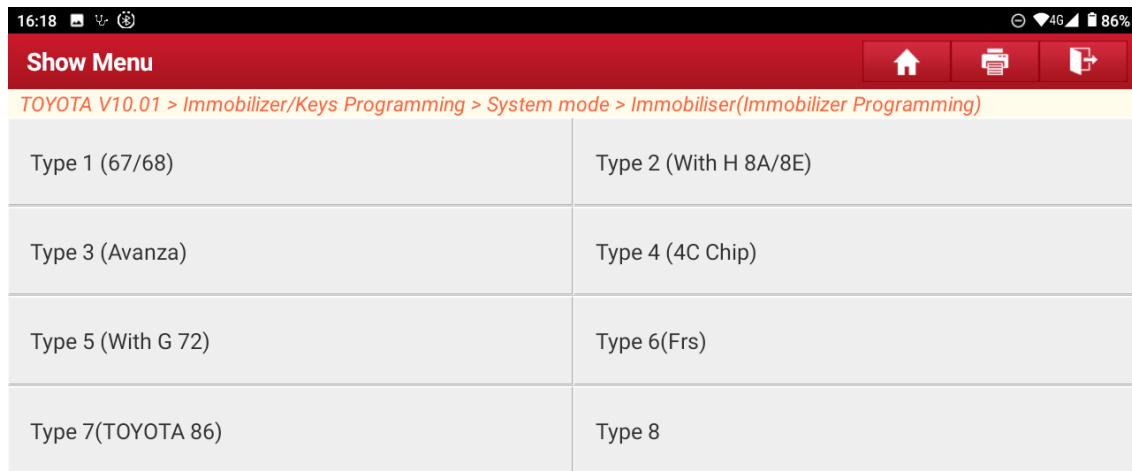 16:18 4G 86%
Show Menu
TOYOTA V10.01 > Immobilizer/Keys Programming > System mode > Immobiliser(Immobilizer Programming)
Type 1 (67/68) Type 2 (With H 8A/8E)
Type 3 (Avanza) Type 4 (4C Chip)
Type 5 (With G 72) Type 6(Frs)
Type 7(TOYOTA 86) Type 8